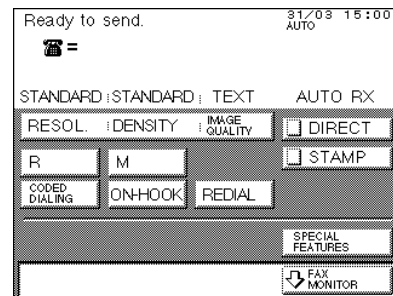 Ready to send. 31/03 15:00
AUTO
=
STANDARD STANDARD TEXT AUTO RX
RESOL. DENSITY IMAGE QUALITY DIRECT
R M STAMP
CODED DIALING ON-HOOK REDIAL
SPECIAL FEATURES
FAX MONITOR